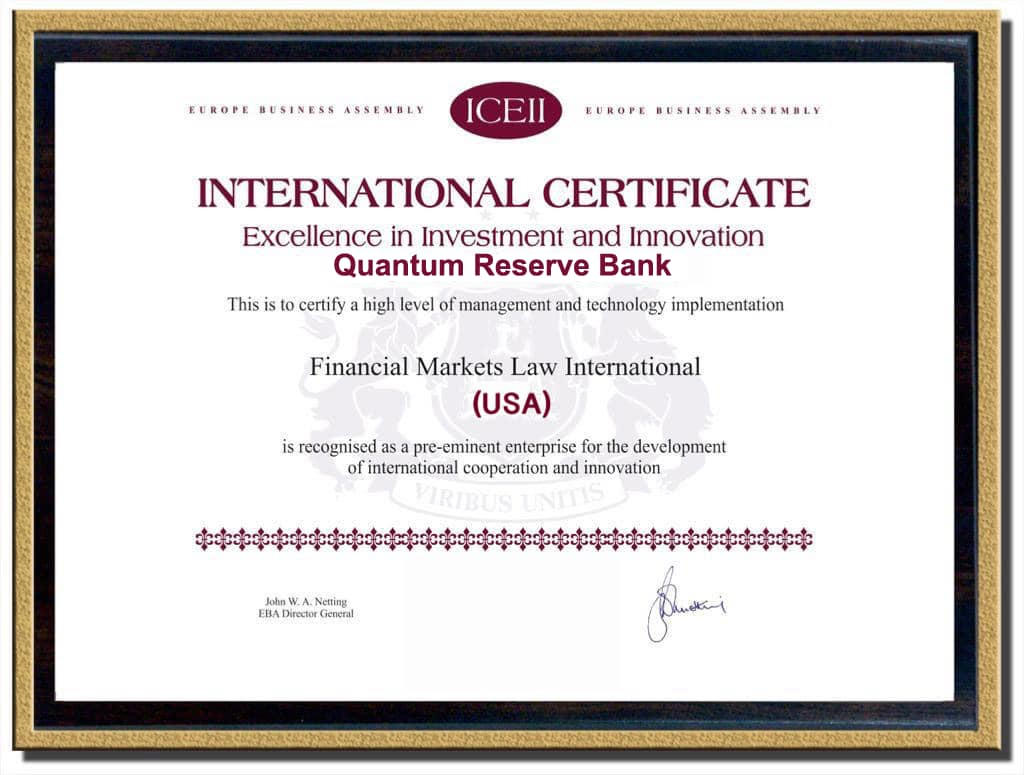 EUROPE BUSINESS ASSEMBLY ICEII EUROPE BUSINESS ASSEMBLY
INTERNATIONAL CERTIFICATE
Excellence in Investment and Innovation
Quantum Reserve Bank
This is to certify a high level of management and technology implementation
Financial Markets Law International
(USA)
is recognised as a pre-eminent enterprise for the development
of international cooperation and innovation
VIRIBUS UNITIS
John W. A. Netting
EBA Director General